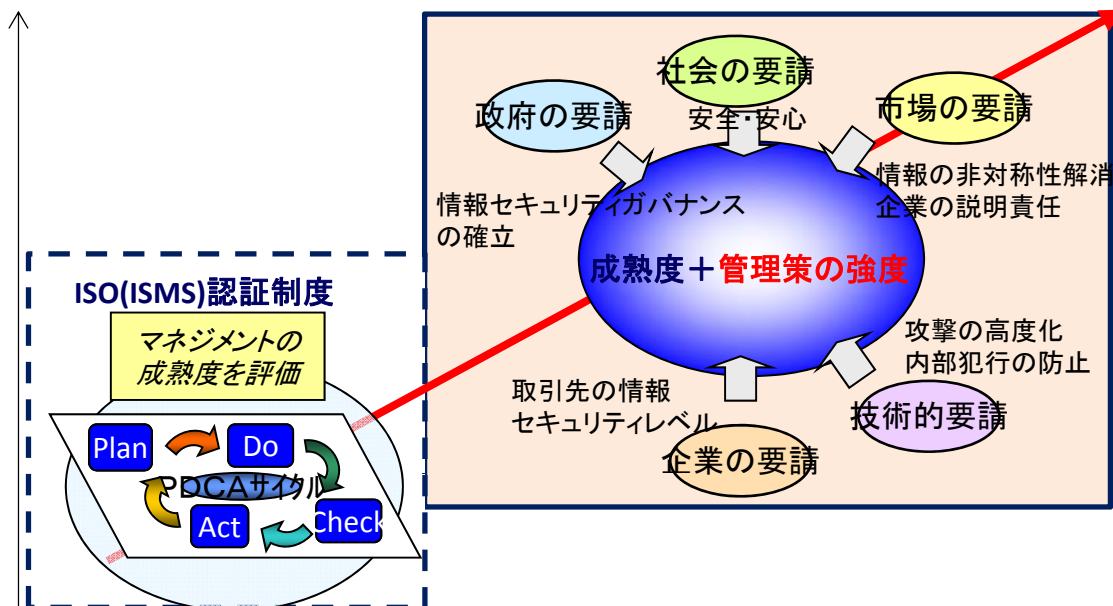 社会の要請
政府の要請
市場の要請
安全・安心
情報の非対称性解消
企業の説明責任
情報セキュリティガバナンス
の確立
成熟度＋管理策の強度
ISO(ISMS)認証制度
マネジメントの
成熟度を評価
攻撃の高度化
内部犯行の防止
取引先の情報
セキュリティレベル
技術的要請
企業の要請
Plan
Do
PDCAサイクル
Act
Check